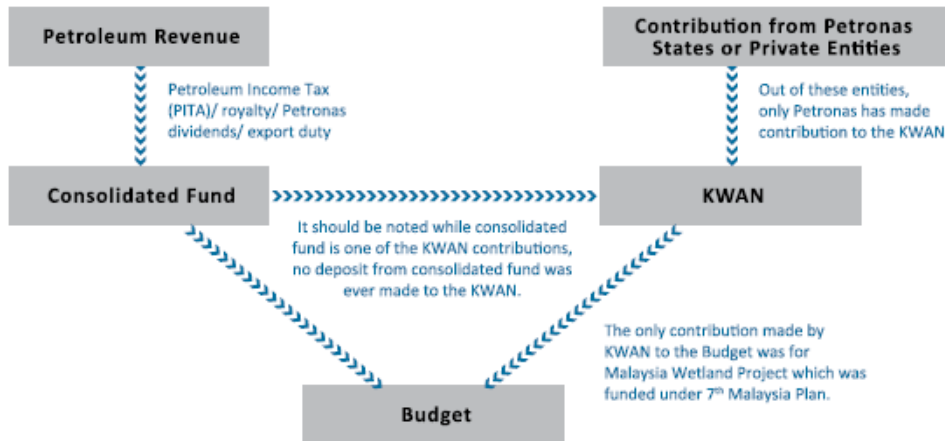 Petroleum Revenue
Contribution from Petronas
States or Private Entities
Petroleum Income Tax
(PITA)/ royalty/ Petronas
dividends/ export duty
Out of these entities,
only Petronas has made
contribution to the KWAN
Consolidated Fund
KWAN
It should be noted while consolidated
fund is one of the KWAN contributions,
no deposit from consolidated fund was
ever made to the KWAN.
The only contribution made by
KWAN to the Budget was for
Malaysia Wetland Project which was
funded under 7th Malaysia Plan.
Budget